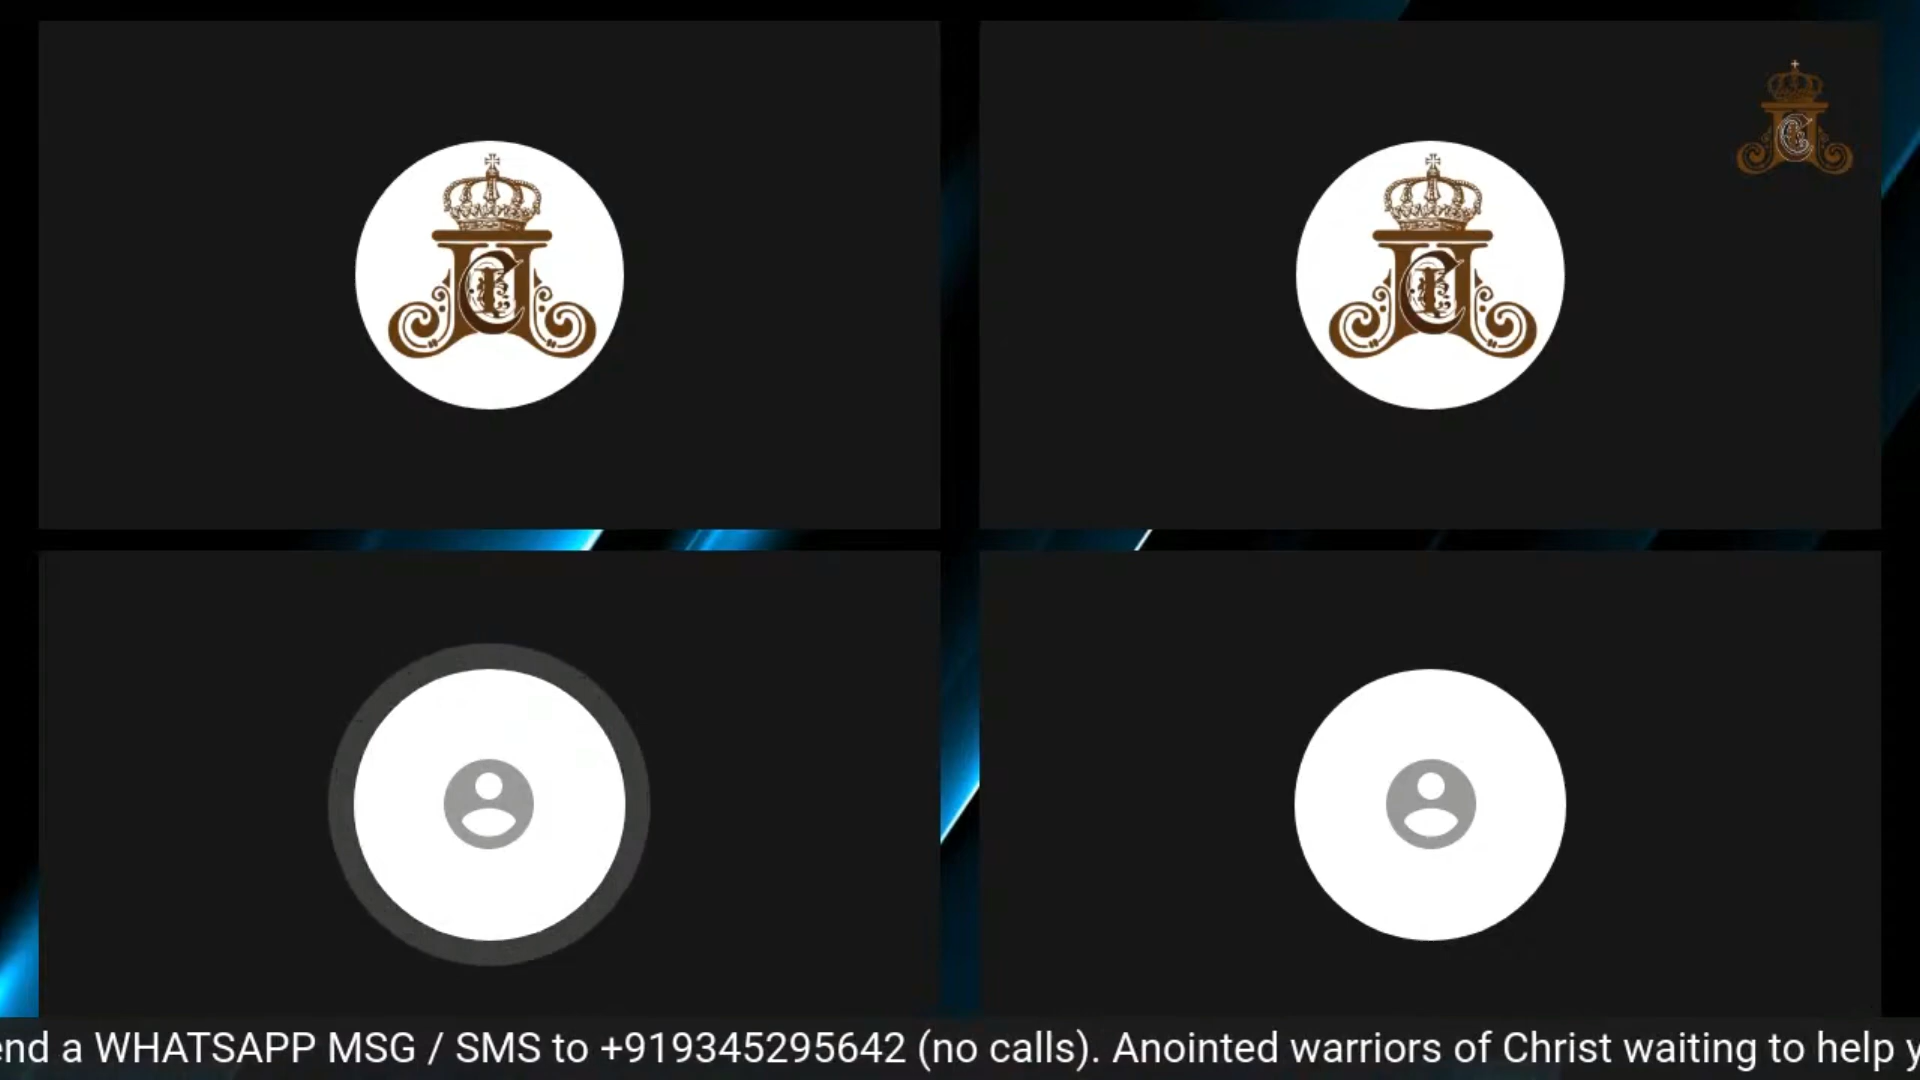 end a WHATSAPP MSG / SMS to +919345295642 (no calls). Anointed warriors of Christ waiting to help y